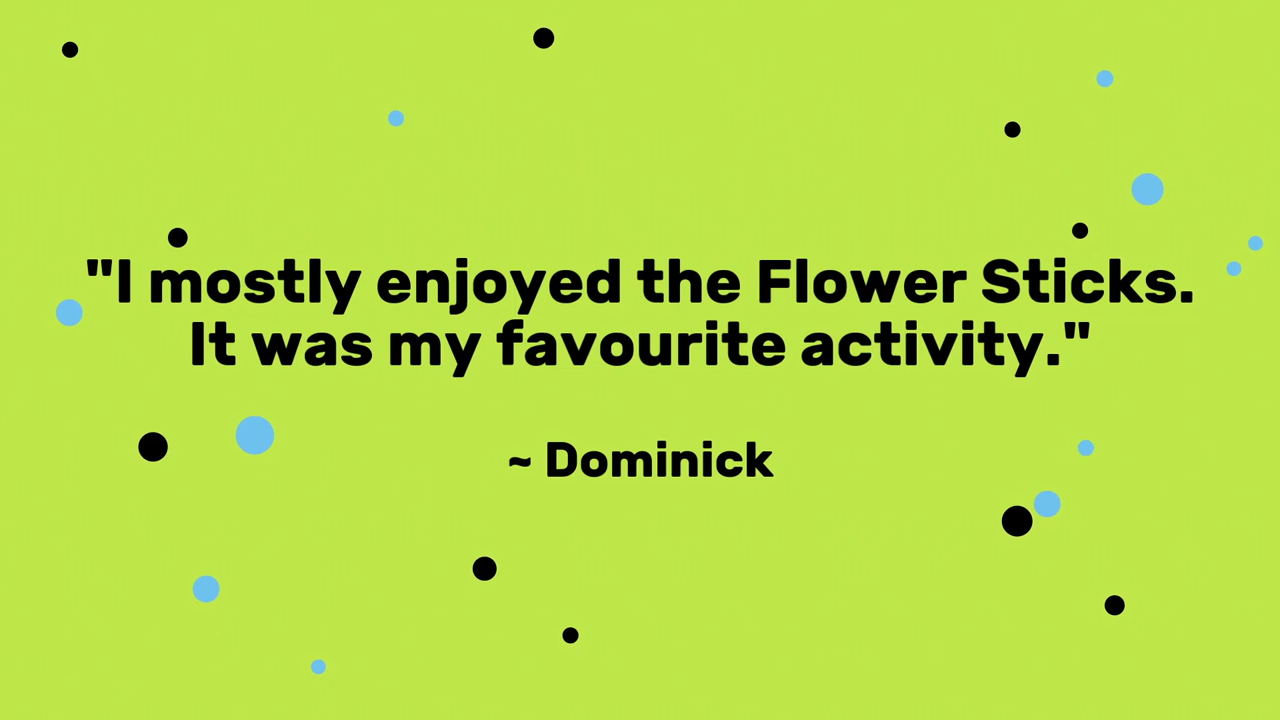 "I mostly enjoyed the Flower Sticks.
It was my favourite activity."
~ Dominick